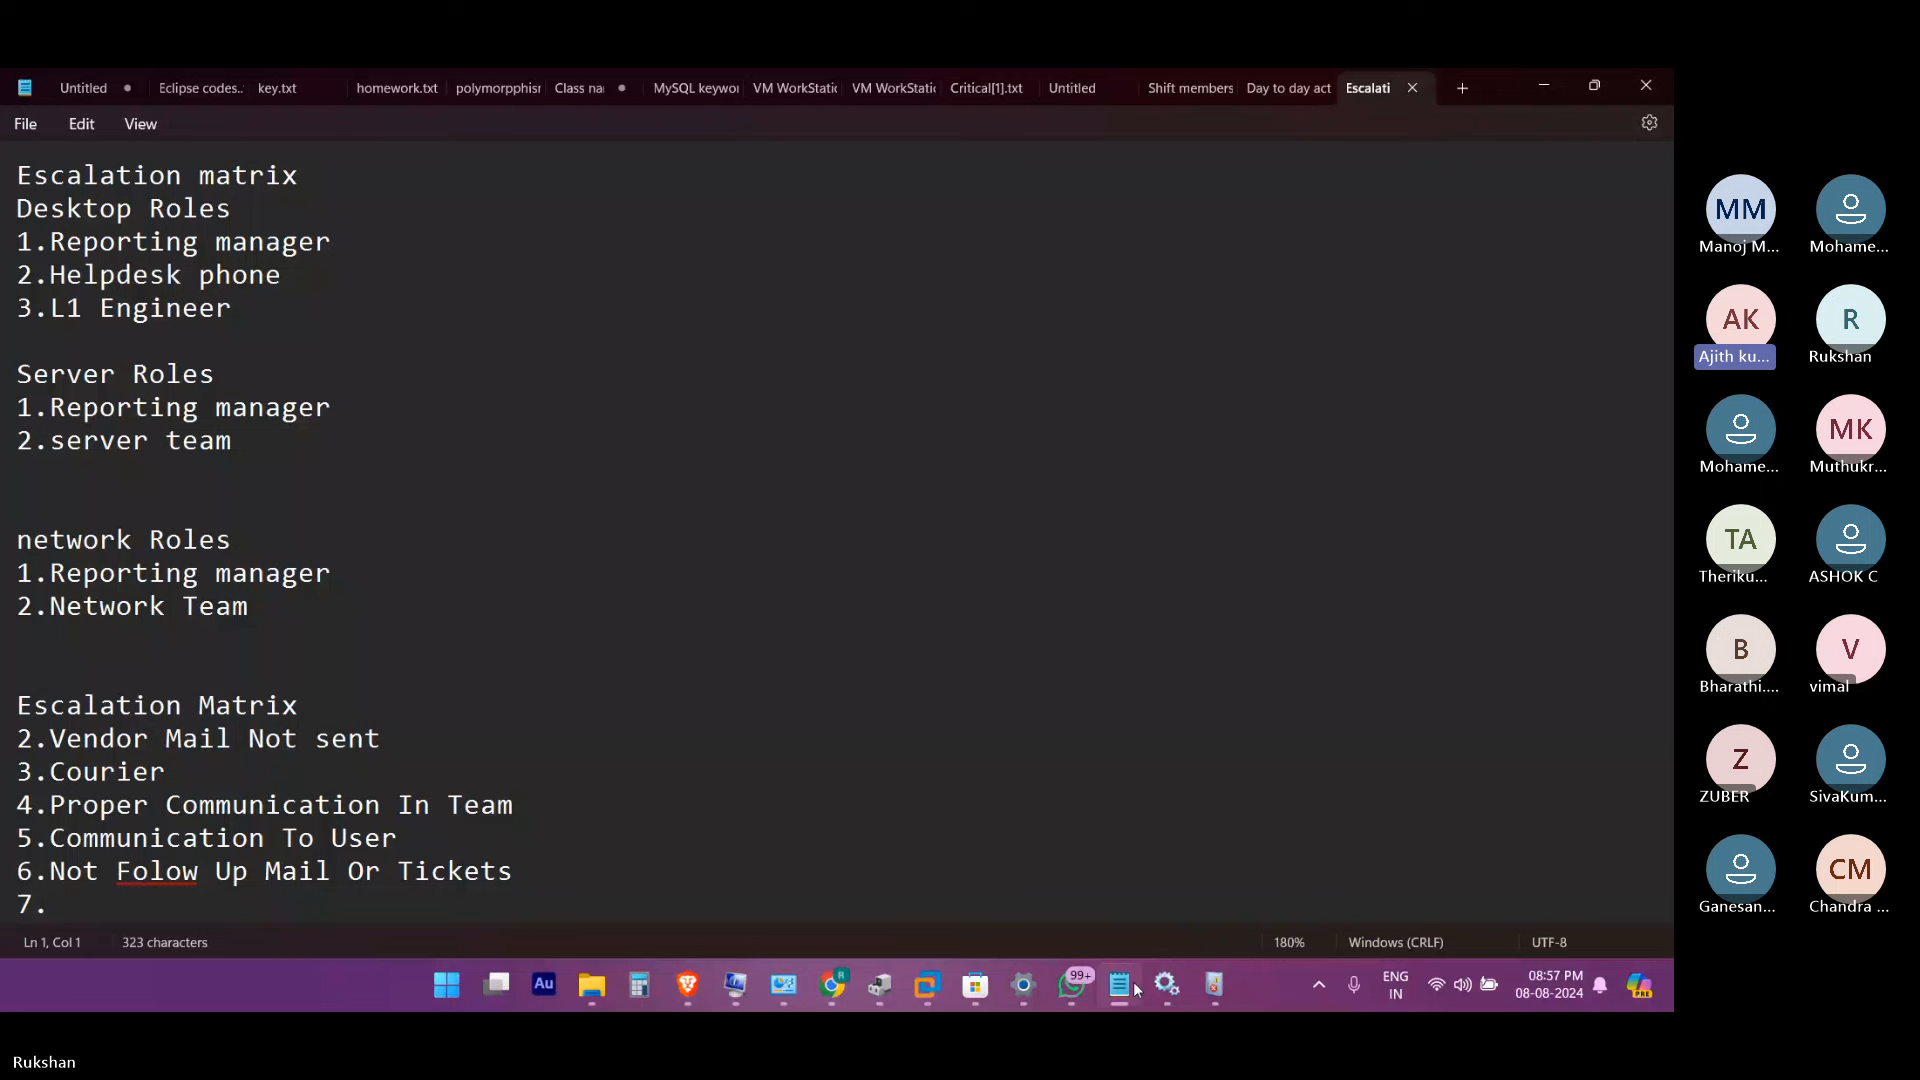 Untitled
Eclipse codes..
key.txt
homework.txt
polymorpphisr
Class nai
MySQL keywor
VM WorkStatic
VM WorkStatic
Critical[1].txt
Untitled
Shift members
Day to day act
Escalati
File
Edit
View
Escalation matrix
Desktop Roles
1.Reporting manager
2.Helpdesk phone
3.L1 Engineer
Server Roles
1.Reporting manager
2.server team
network Roles
1.Reporting manager
2.Network Team
Escalation Matrix
2.Vendor Mail Not sent
3.Courier
4.Proper Communication In Team
5.Communication To User
6.Not Folow Up Mail Or Tickets
7.
Ln 1, Col 1
323 characters
180%
Windows (CRLF)
UTF-8
Au
R
99+
ENG
IN
08:57 PM
08-08-2024
PRE
MM
Manoj M...
Mohame...
AK
Ajith ku...
R
Rukshan
Mohame...
MK
Muthukr...
TA
Theriku...
ASHOK C
B
Bharathi....
V
vimal
Z
ZUBER
SivaKum...
Ganesan...
CM
Chandra ...
Rukshan